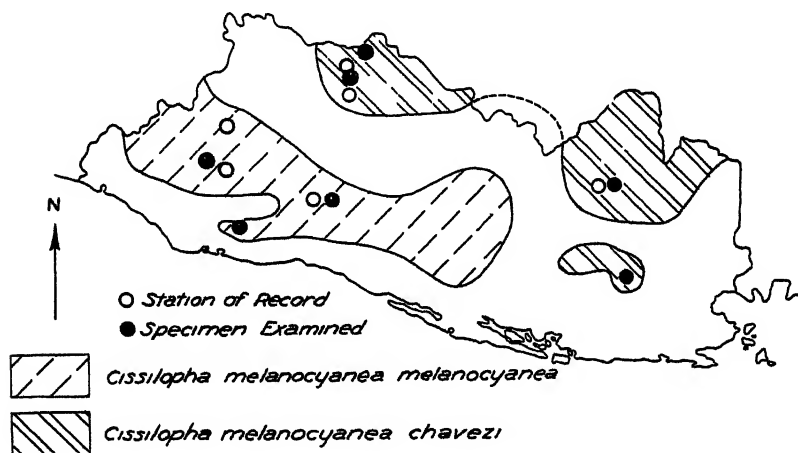 N
Station of Record
Specimen Examined
Cissilopha melanocyanea melanocyanea
Cissilopha melanocyanea chavezi